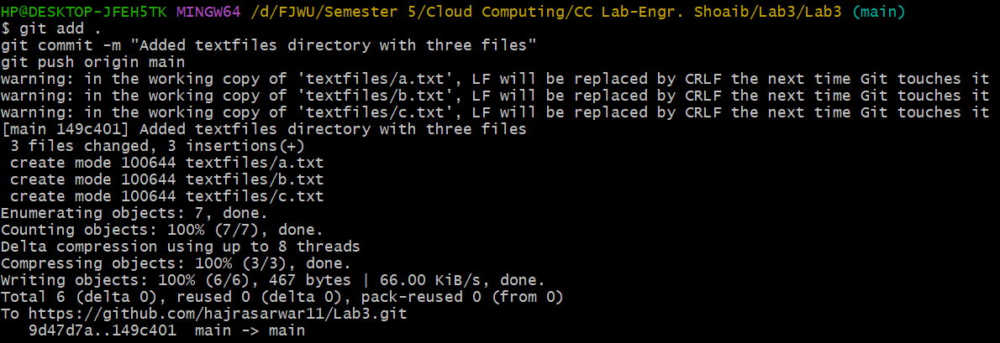 HP@DESKTOP-JFEH5TK MINGW64 /d/FJWU/Semester 5/Cloud Computing/CC Lab-Engr. Shoaib/Lab3/Lab3 (main)
$ git add .
git commit -m "Added textfiles directory with three files"
git push origin main
warning: in the working copy of 'textfiles/a.txt', LF will be replaced by CRLF the next time Git touches it
warning: in the working copy of 'textfiles/b.txt', LF will be replaced by CRLF the next time Git touches it
warning: in the working copy of 'textfiles/c.txt', LF will be replaced by CRLF the next time Git touches it
[main 149c401] Added textfiles directory with three files
 3 files changed, 3 insertions(+)
 create mode 100644 textfiles/a.txt
 create mode 100644 textfiles/b.txt
 create mode 100644 textfiles/c.txt
Enumerating objects: 7, done.
Counting objects: 100% (7/7), done.
Delta compression using up to 8 threads
Compressing objects: 100% (3/3), done.
Writing objects: 100% (6/6), 467 bytes | 66.00 KiB/s, done.
Total 6 (delta 0), reused 0 (delta 0), pack-reused 0 (from 0)
To https://github.com/hajrasarwar11/Lab3.git
   9d47d7a..149c401  main -> main